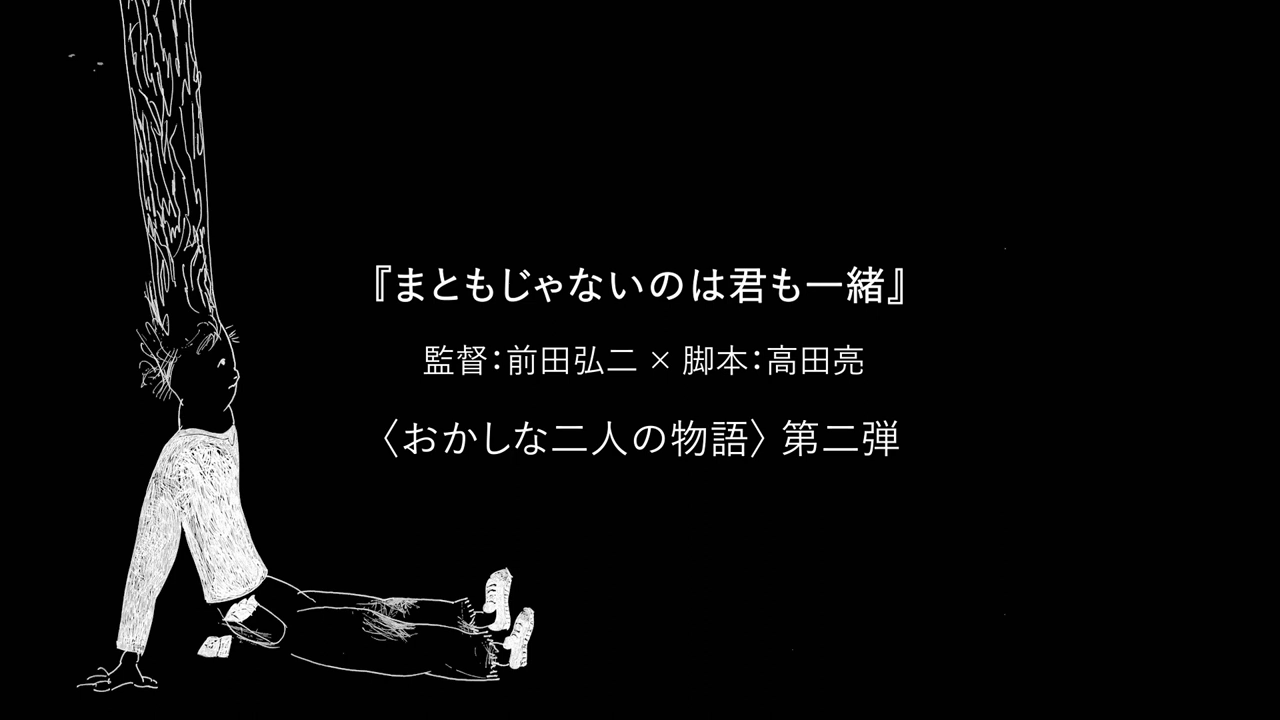 『まともじゃないのは君も一緒』
監督：前田弘二 × 脚本：高田亮
〈おかしな二人の物語〉 第二弾